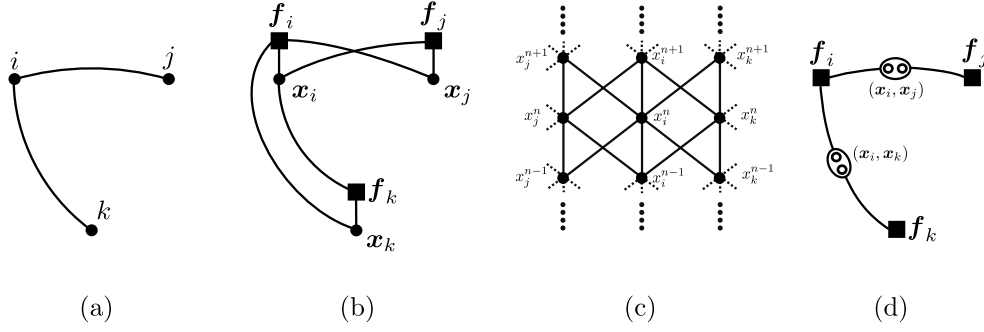 i j
k
(a)
f_i f_j
x_i x_j
f_k
x_k
(b)
x_j^{n+1} x_i^{n+1} x_k^{n+1}
x_j^n x_i^n x_k^n
x_j^{n-1} x_i^{n-1} x_k^{n-1}
(c)
f_i f_j
(x_i, x_j)
(x_i, x_k)
f_k
(d)